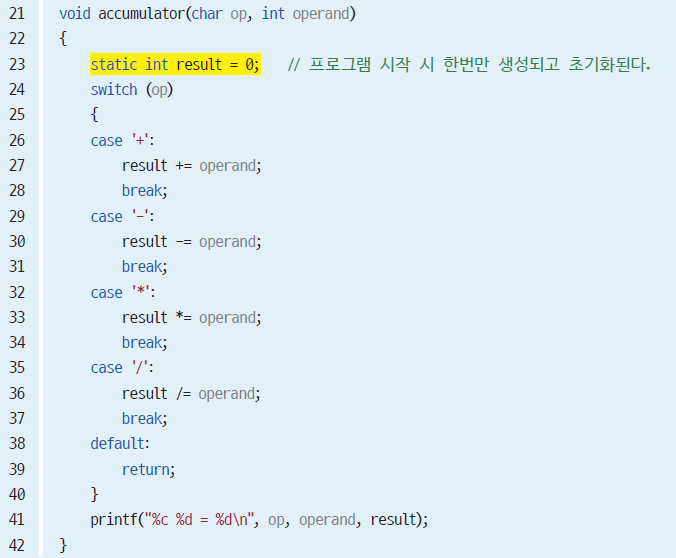 21 void accumulator(char op, int operand)
22 {
23     static int result = 0;   // 프로그램 시작 시 한번만 생성되고 초기화된다.
24     switch (op)
25     {
26     case '+':
27         result += operand;
28         break;
29     case '-':
30         result -= operand;
31         break;
32     case '*':
33         result *= operand;
34         break;
35     case '/':
36         result /= operand;
37         break;
38     default:
39         return;
40     }
41     printf("%c %d = %d\n", op, operand, result);
42 }